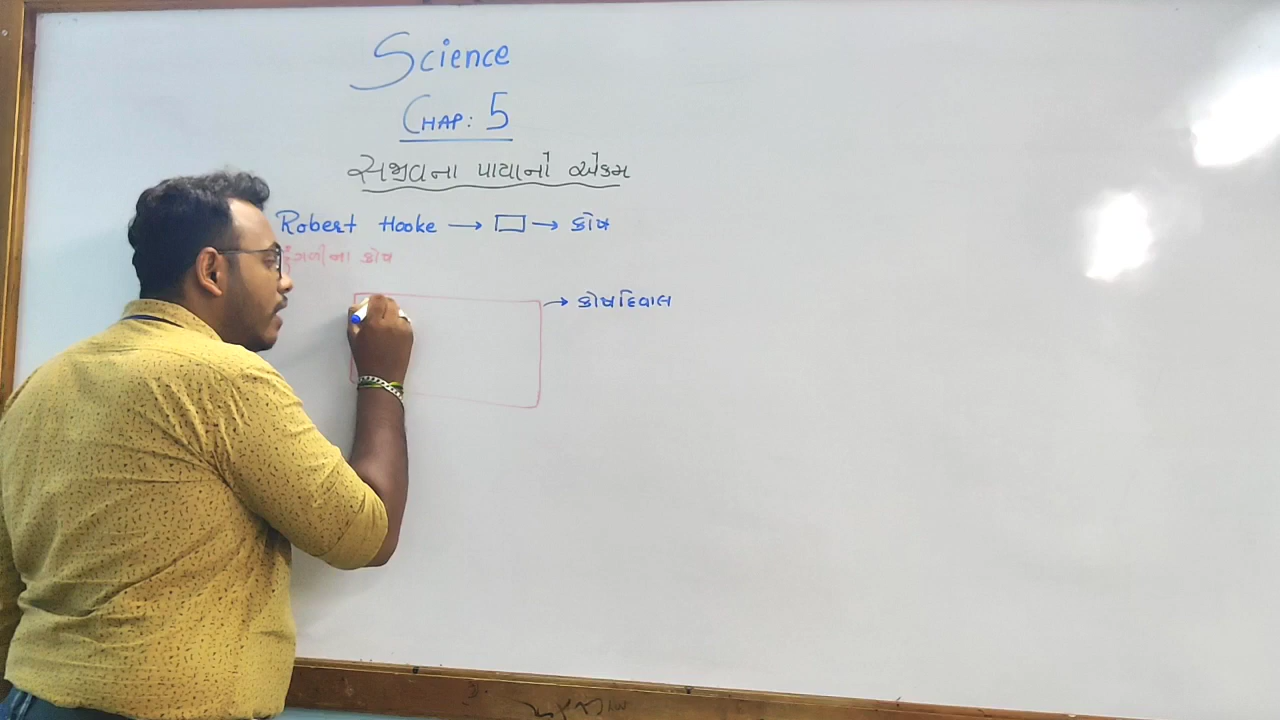 Science
CHAP: 5
સજીવના પાયાનો એકમ
Robert Hooke → → કોષ
ડુંગળીના કોષ
→ કોષદિવાલ